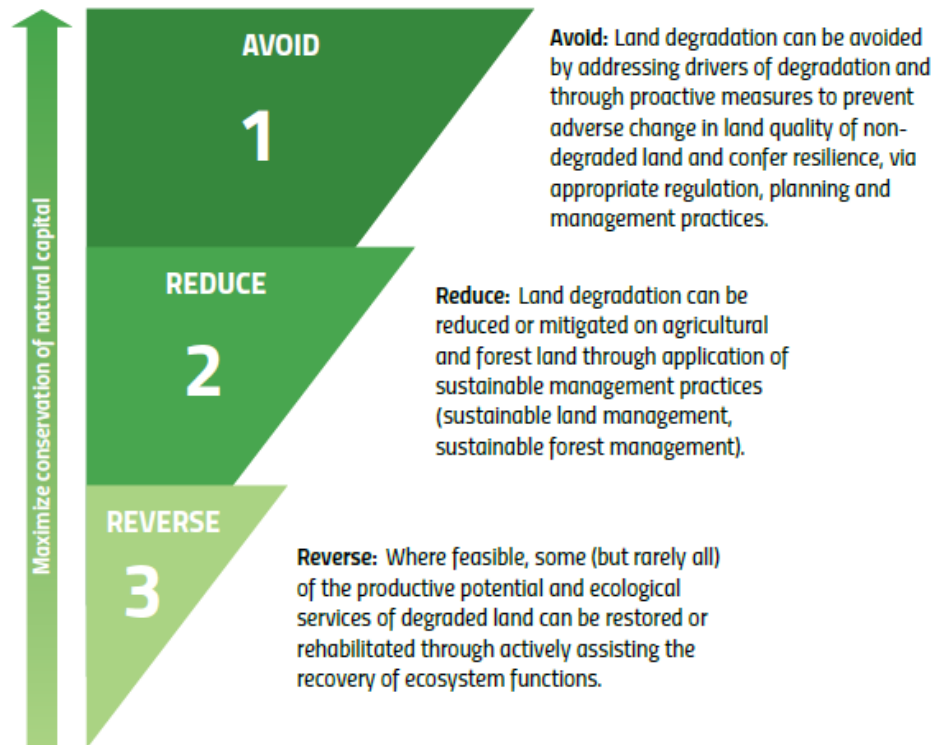 Maximize conservation of natural capital
AVOID
1
Avoid: Land degradation can be avoided
by addressing drivers of degradation and
through proactive measures to prevent
adverse change in land quality of non-
degraded land and confer resilience, via
appropriate regulation, planning and
management practices.
REDUCE
2
Reduce: Land degradation can be
reduced or mitigated on agricultural
and forest land through application of
sustainable management practices
(sustainable land management,
sustainable forest management).
REVERSE
3
Reverse: Where feasible, some (but rarely all)
of the productive potential and ecological
services of degraded land can be restored or
rehabilitated through actively assisting the
recovery of ecosystem functions.